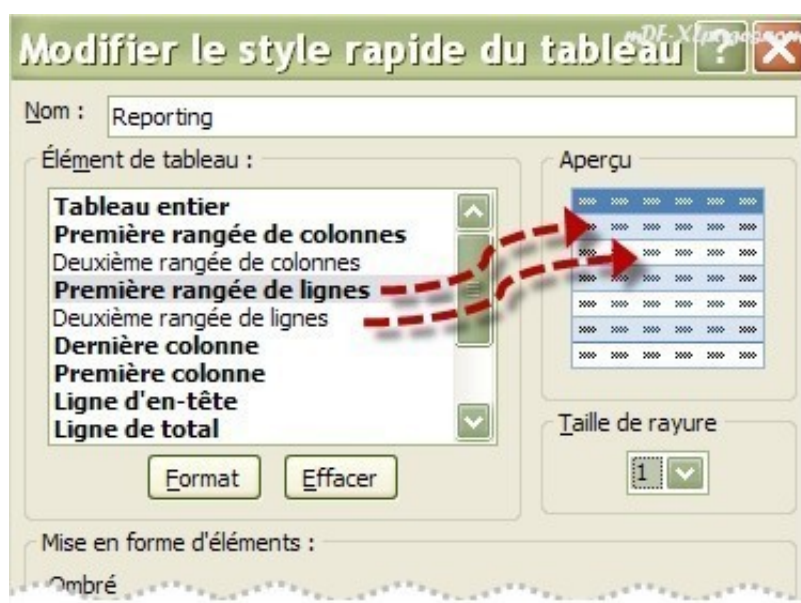 Modifier le style rapide du tableau
Nom : Reporting
Élément de tableau :
Aperçu
Tableau entier
Première rangée de colonnes
Deuxième rangée de colonnes
Première rangée de lignes
Deuxième rangée de lignes
Dernière colonne
Première colonne
Ligne d'en-tête
Ligne de total
Taille de rayure
1
Format
Effacer
Mise en forme d'éléments :
Ombré